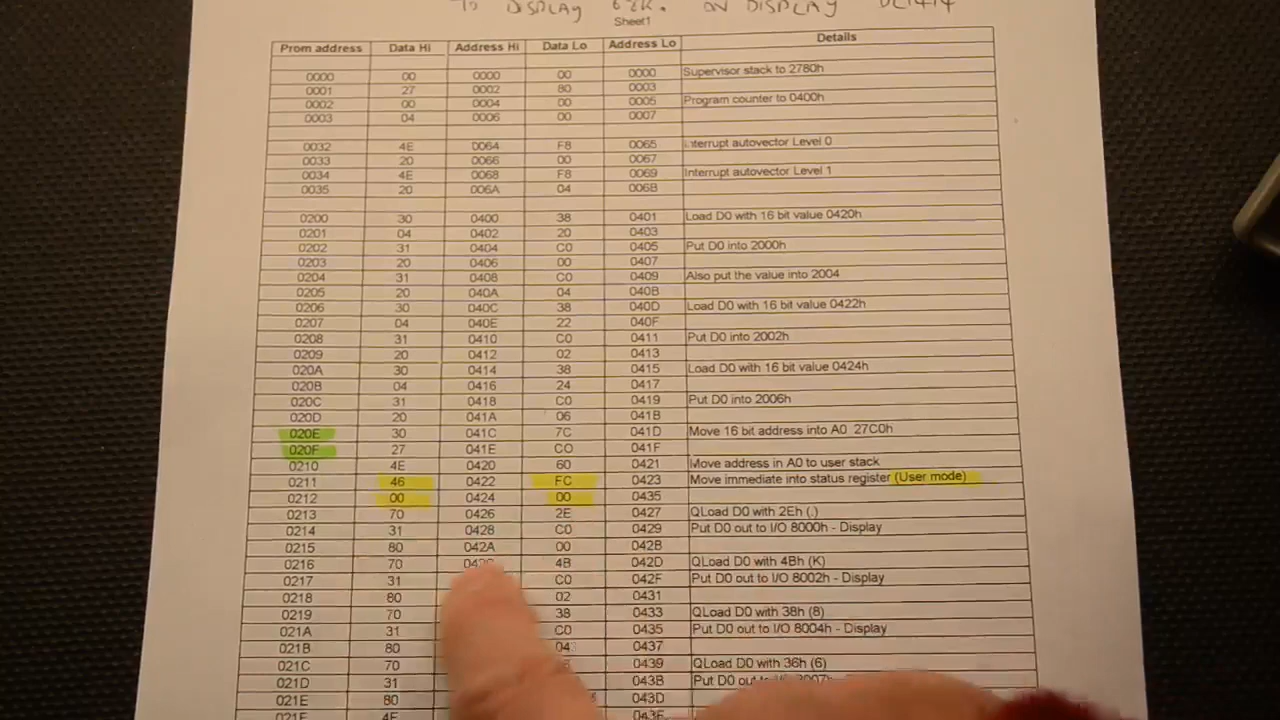 TO DISPLAY 68K. ON DISPLAY DL1414
Sheet1
Prom address Data Hi Address Hi Data Lo Address Lo Details
0000 00 0000 00 0000 Supervisor stack to 2780h
0001 27 0002 80 0003
0002 00 0004 00 0005 Program counter to 0400h
0003 04 0006 00 0007
0032 4E 0064 F8 0065 Interrupt autovector Level 0
0033 20 0066 00 0067
0034 4E 0068 F8 0069 Interrupt autovector Level 1
0035 20 006A 04 006B
0200 30 0400 38 0401 Load D0 with 16 bit value 0420h
0201 04 0402 20 0403
0202 31 0404 C0 0405 Put D0 into 2000h
0203 20 0406 00 0407
0204 31 0408 C0 0409 Also put the value into 2004
0205 20 040A 04 040B
0206 30 040C 38 040D Load D0 with 16 bit value 0422h
0207 04 040E 22 040F
0208 31 0410 C0 0411 Put D0 into 2002h
0209 20 0412 02 0413
020A 30 0414 38 0415 Load D0 with 16 bit value 0424h
020B 04 0416 24 0417
020C 31 0418 C0 0419 Put D0 into 2006h
020D 20 041A 06 041B
020E 30 041C 7C 041D Move 16 bit address into A0 27C0h
020F 27 041E C0 041F
0210 4E 0420 60 0421 Move address in A0 to user stack
0211 46 0422 FC 0423 Move immediate into status register (User mode)
0212 00 0424 00 0435
0213 70 0426 2E 0427 QLoad D0 with 2Eh (.)
0214 31 0428 C0 0429 Put D0 out to I/O 8000h - Display
0215 80 042A 00 042B
0216 70 4B 042D QLoad D0 with 4Bh (K)
0217 31 C0 042F Put D0 out to I/O 8002h - Display
0218 80 02 0431
0219 70 38 0433 QLoad D0 with 38h (8)
021A 31 C0 0435 Put D0 out to I/O 8004h - Display
021B 80 04 0437
021C 70 0439 QLoad D0 with 36h (6)
021D 31 043B Put D0
021E 80 043D
021F 4E 043F